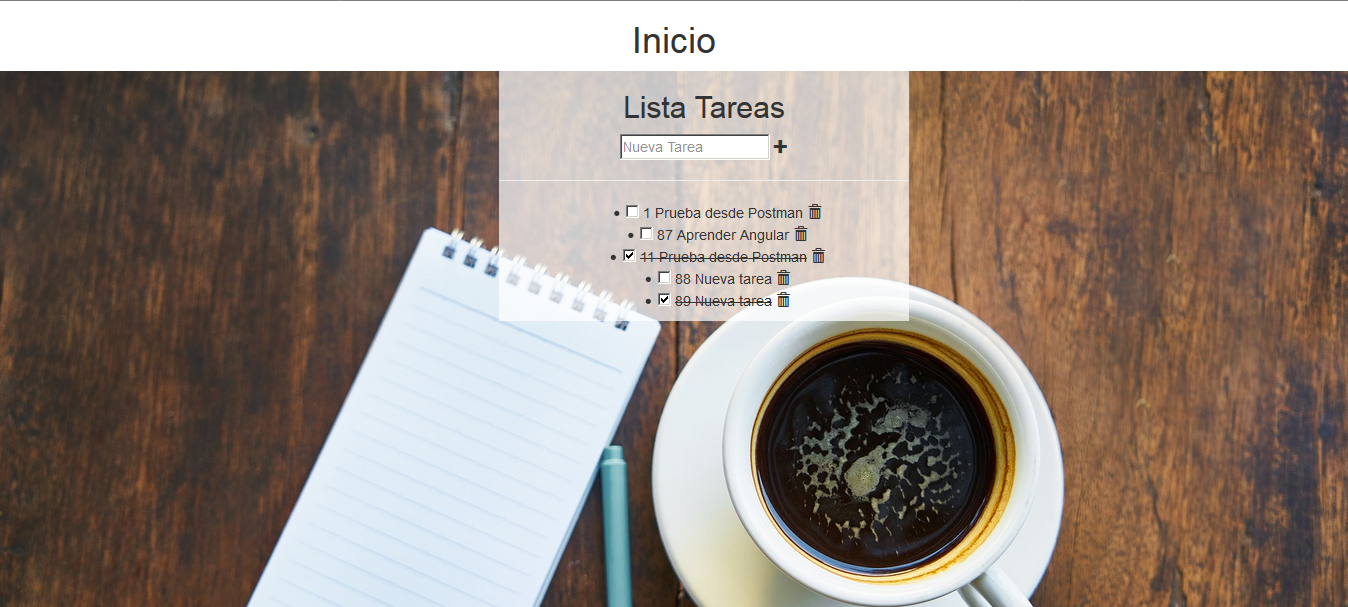 Inicio
Lista Tareas
Nueva Tarea
1 Prueba desde Postman
87 Aprender Angular
11 Prueba desde Postman
88 Nueva tarea
89 Nueva tarea